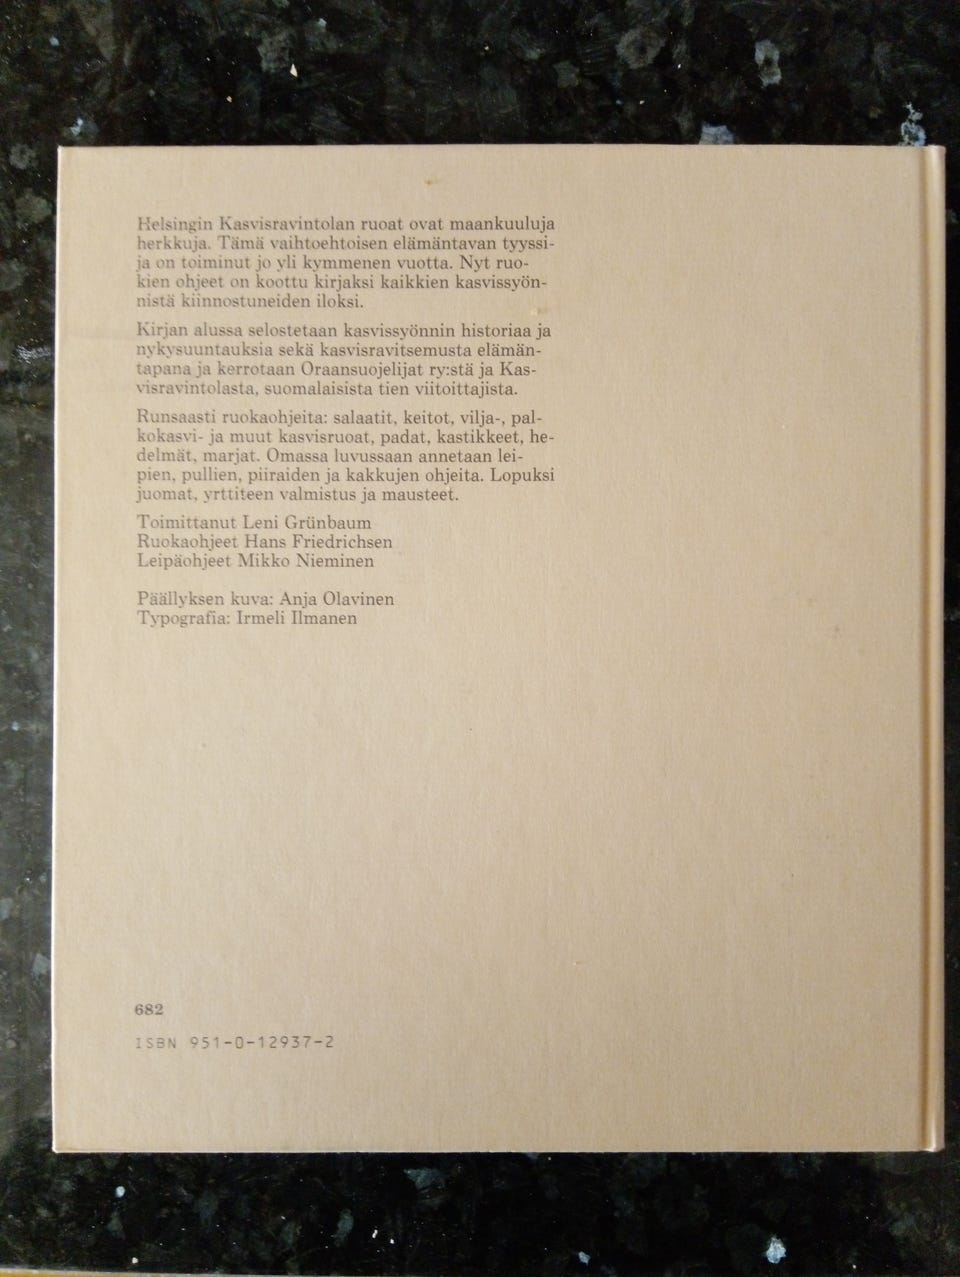 Helsingin Kasvisravintolan ruoat ovat maankuuluja
herkkuja. Tämä vaihtoehtoisen elämäntavan tyyssi-
ja on toiminut jo yli kymmenen vuotta. Nyt ruo-
kien ohjeet on koottu kirjaksi kaikkien kasvissyön-
nistä kiinnostuneiden iloksi.
Kirjan alussa selostetaan kasvissyönnin historiaa ja
nykysuuntauksia sekä kasvisravitsemusta elämän-
tapana ja kerrotaan Oraansuojelijat ry:stä ja Kas-
visravintolasta, suomalaisista tien viitoittajista.
Runsaasti ruokaohjeita: salaatit, keitot, vilja-, pal-
kokasvi- ja muut kasvisruoat, padat, kastikkeet, he-
delmät, marjat. Omassa luvussaan annetaan lei-
pien, pullien, piiraiden ja kakkujen ohjeita. Lopuksi
juomat, yrttiteen valmistus ja mausteet.
Toimittanut Leni Grünbaum
Ruokaohjeet Hans Friedrichsen
Leipäohjeet Mikko Nieminen
Päällyksen kuva: Anja Olavinen
Typografia: Irmeli Ilmanen
682
ISBN 951-0-12937-2